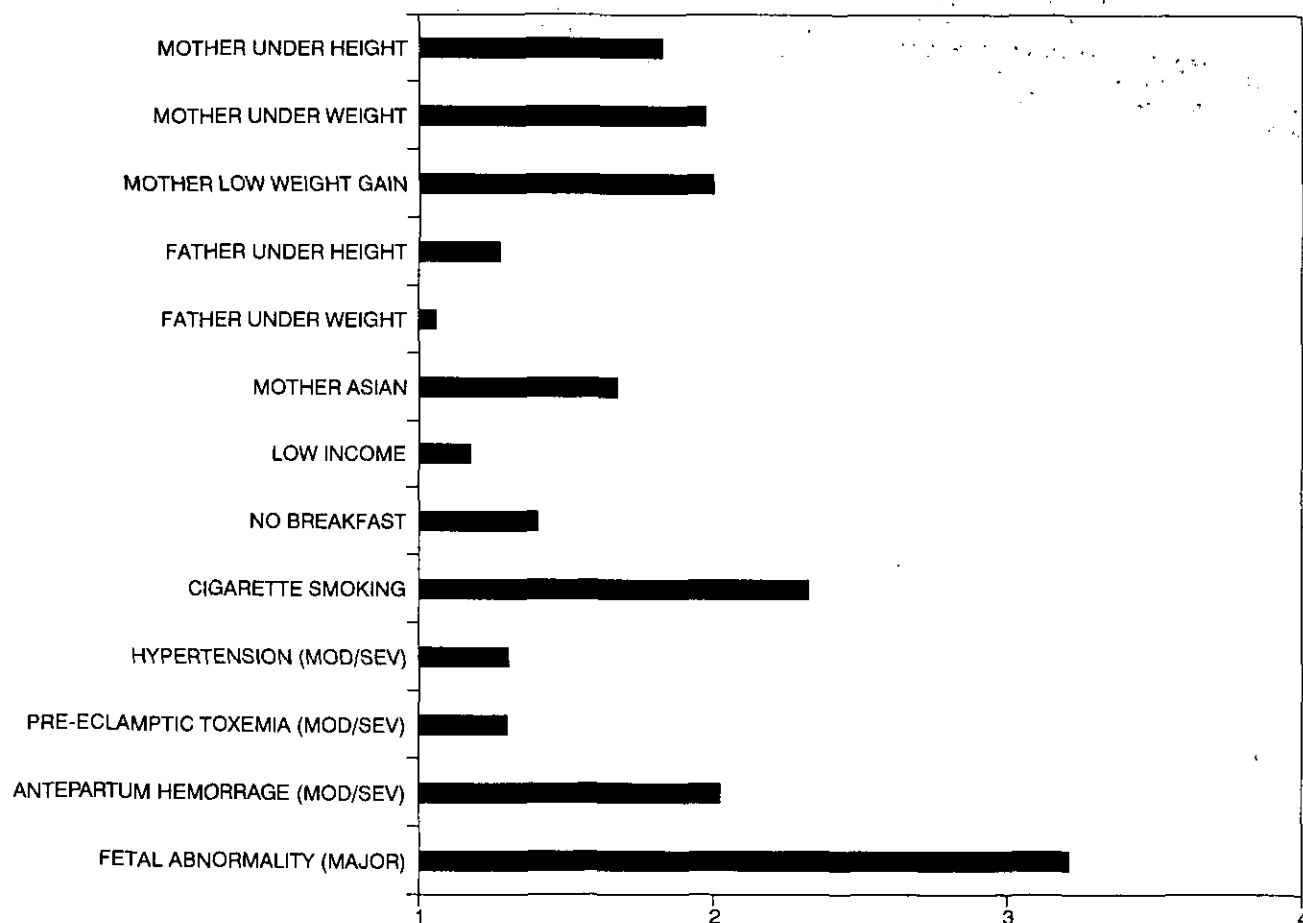 MOTHER UNDER HEIGHT
MOTHER UNDER WEIGHT
MOTHER LOW WEIGHT GAIN
FATHER UNDER HEIGHT
FATHER UNDER WEIGHT
MOTHER ASIAN
LOW INCOME
NO BREAKFAST
CIGARETTE SMOKING
HYPERTENSION (MOD/SEV)
PRE-ECLAMPTIC TOXEMIA (MOD/SEV)
ANTEPARTUM HEMORRAGE (MOD/SEV)
FETAL ABNORMALITY (MAJOR)
1 2 3 4